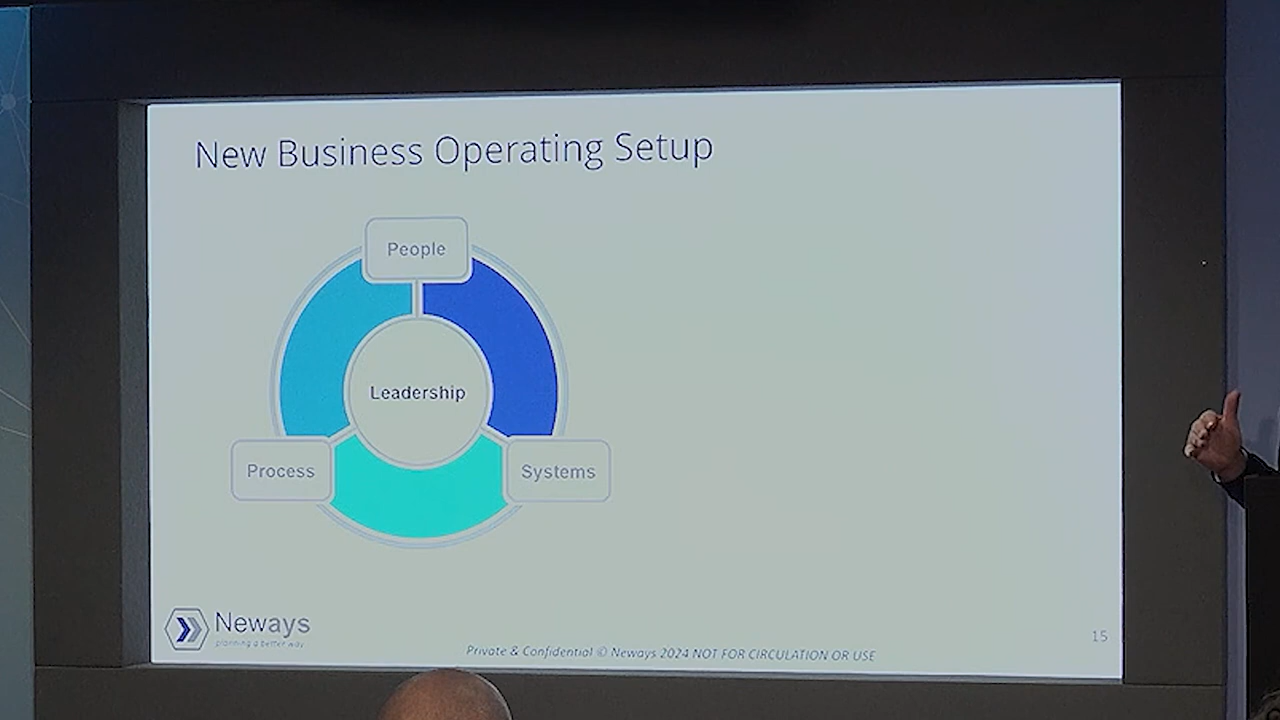 New Business Operating Setup
People
Leadership
Process
Systems
Neways
planning a better way
Private & Confidential © Neways 2024 NOT FOR CIRCULATION OR USE
15